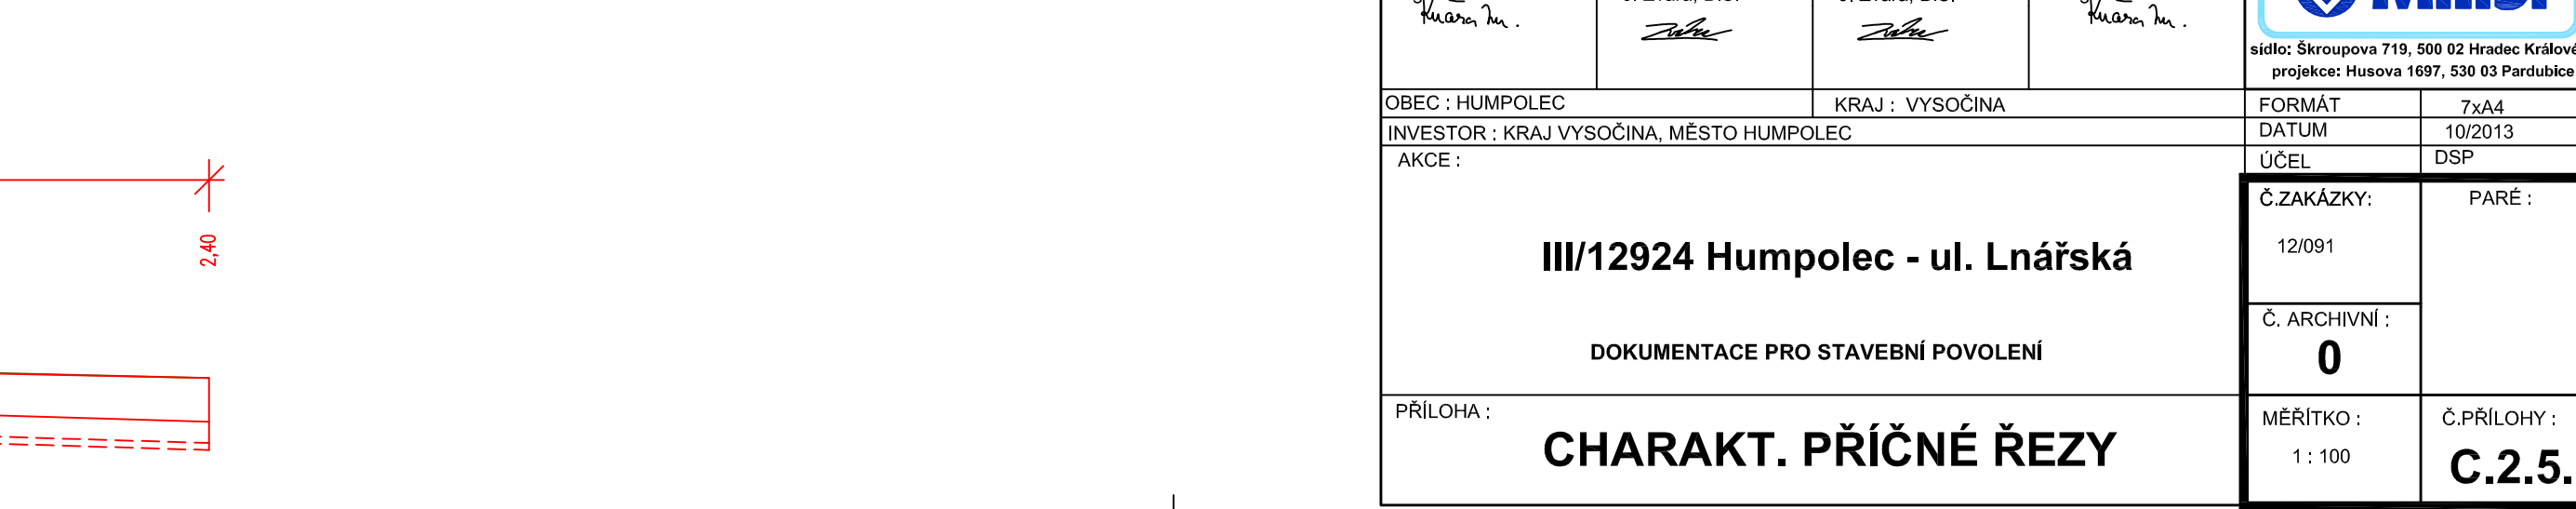 sídlo: Škroupova 719, 500 02 Hradec Králové
projekce: Husova 1697, 530 03 Pardubice
OBEC : HUMPOLEC
KRAJ : VYSOČINA
FORMÁT
7xA4
INVESTOR : KRAJ VYSOČINA, MĚSTO HUMPOLEC
DATUM
10/2013
AKCE :
ÚČEL
DSP
Č.ZAKÁZKY:
PARÉ :
2,40
12/091
III/12924 Humpolec - ul. Lnářská
Č. ARCHIVNÍ :
0
DOKUMENTACE PRO STAVEBNÍ POVOLENÍ
PŘÍLOHA :
CHARAKT. PŘÍČNÉ ŘEZY
MĚŘÍTKO :
1 : 100
Č.PŘÍLOHY :
C.2.5.